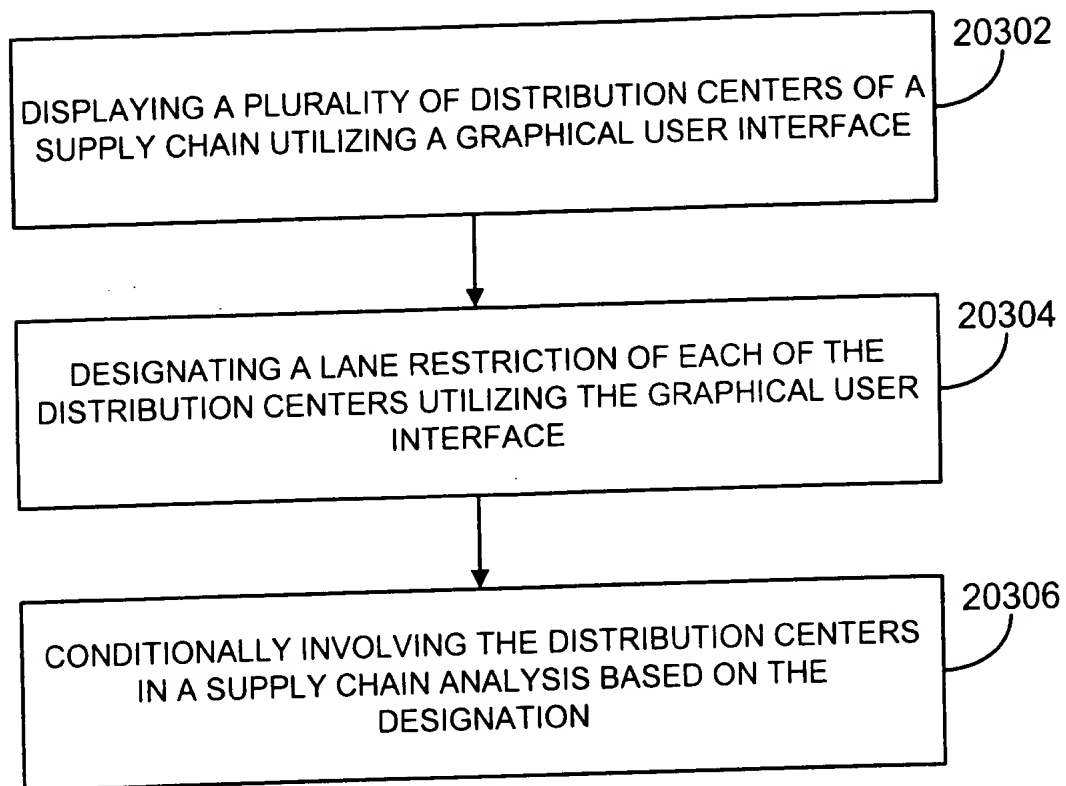 20302
DISPLAYING A PLURALITY OF DISTRIBUTION CENTERS OF A
SUPPLY CHAIN UTILIZING A GRAPHICAL USER INTERFACE
20304
DESIGNATING A LANE RESTRICTION OF EACH OF THE
DISTRIBUTION CENTERS UTILIZING THE GRAPHICAL USER
INTERFACE
20306
CONDITIONALLY INVOLVING THE DISTRIBUTION CENTERS
IN A SUPPLY CHAIN ANALYSIS BASED ON THE
DESIGNATION